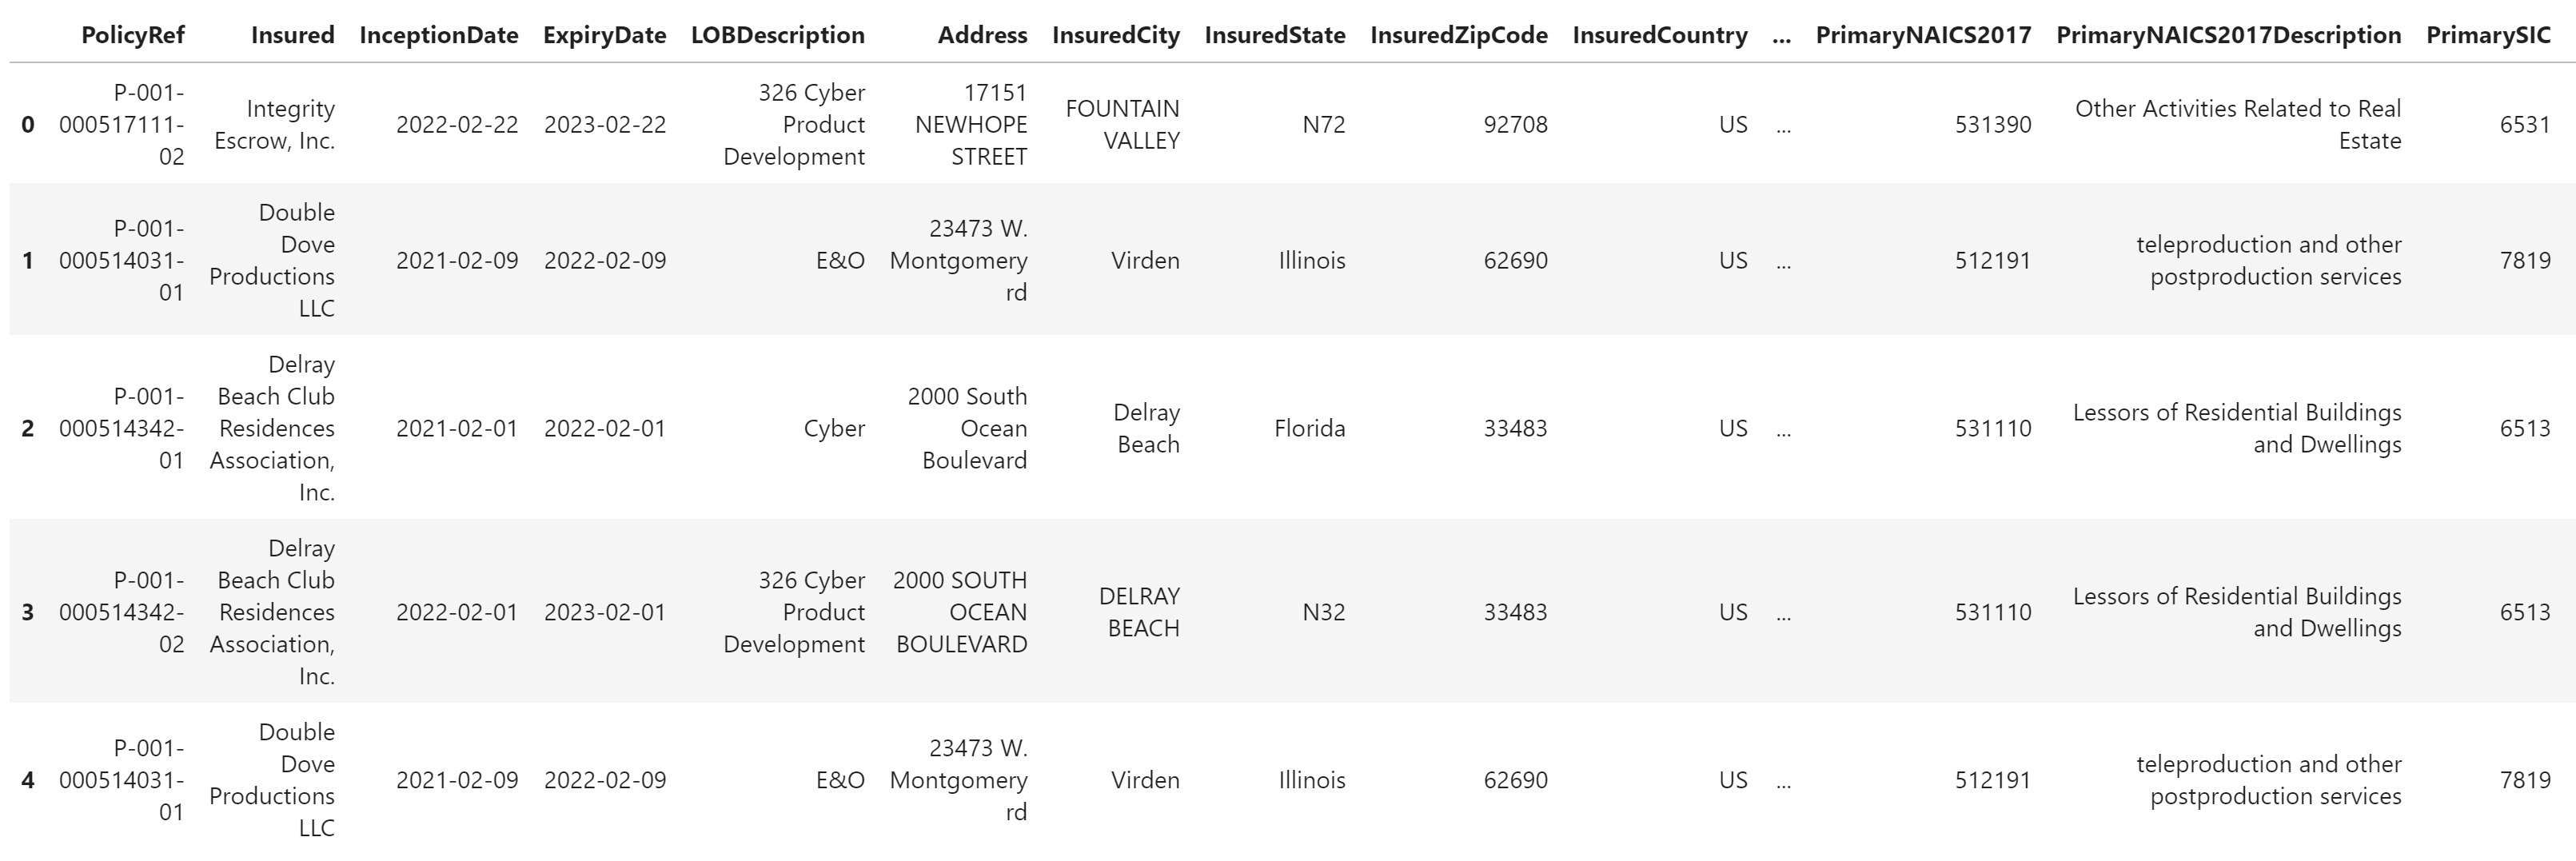 PolicyRef Insured InceptionDate ExpiryDate LOBDescription Address InsuredCity InsuredState InsuredZipCode InsuredCountry ... PrimaryNAICS2017 PrimaryNAICS2017Description PrimarySIC
0 P-001-000517111-02 Integrity Escrow, Inc. 2022-02-22 2023-02-22 326 Cyber Product Development 17151 NEWHOPE STREET FOUNTAIN VALLEY N72 92708 US ... 531390 Other Activities Related to Real Estate 6531
1 P-001-000514031-01 Double Dove Productions LLC 2021-02-09 2022-02-09 E&O 23473 W. Montgomery rd Virden Illinois 62690 US ... 512191 teleproduction and other postproduction services 7819
2 P-001-000514342-01 Delray Beach Club Residences Association, Inc. 2021-02-01 2022-02-01 Cyber 2000 South Ocean Boulevard Delray Beach Florida 33483 US ... 531110 Lessors of Residential Buildings and Dwellings 6513
3 P-001-000514342-02 Delray Beach Club Residences Association, Inc. 2022-02-01 2023-02-01 326 Cyber Product Development 2000 SOUTH OCEAN BOULEVARD DELRAY BEACH N32 33483 US ... 531110 Lessors of Residential Buildings and Dwellings 6513
4 P-001-000514031-01 Double Dove Productions LLC 2021-02-09 2022-02-09 E&O 23473 W. Montgomery rd Virden Illinois 62690 US ... 512191 teleproduction and other postproduction services 7819